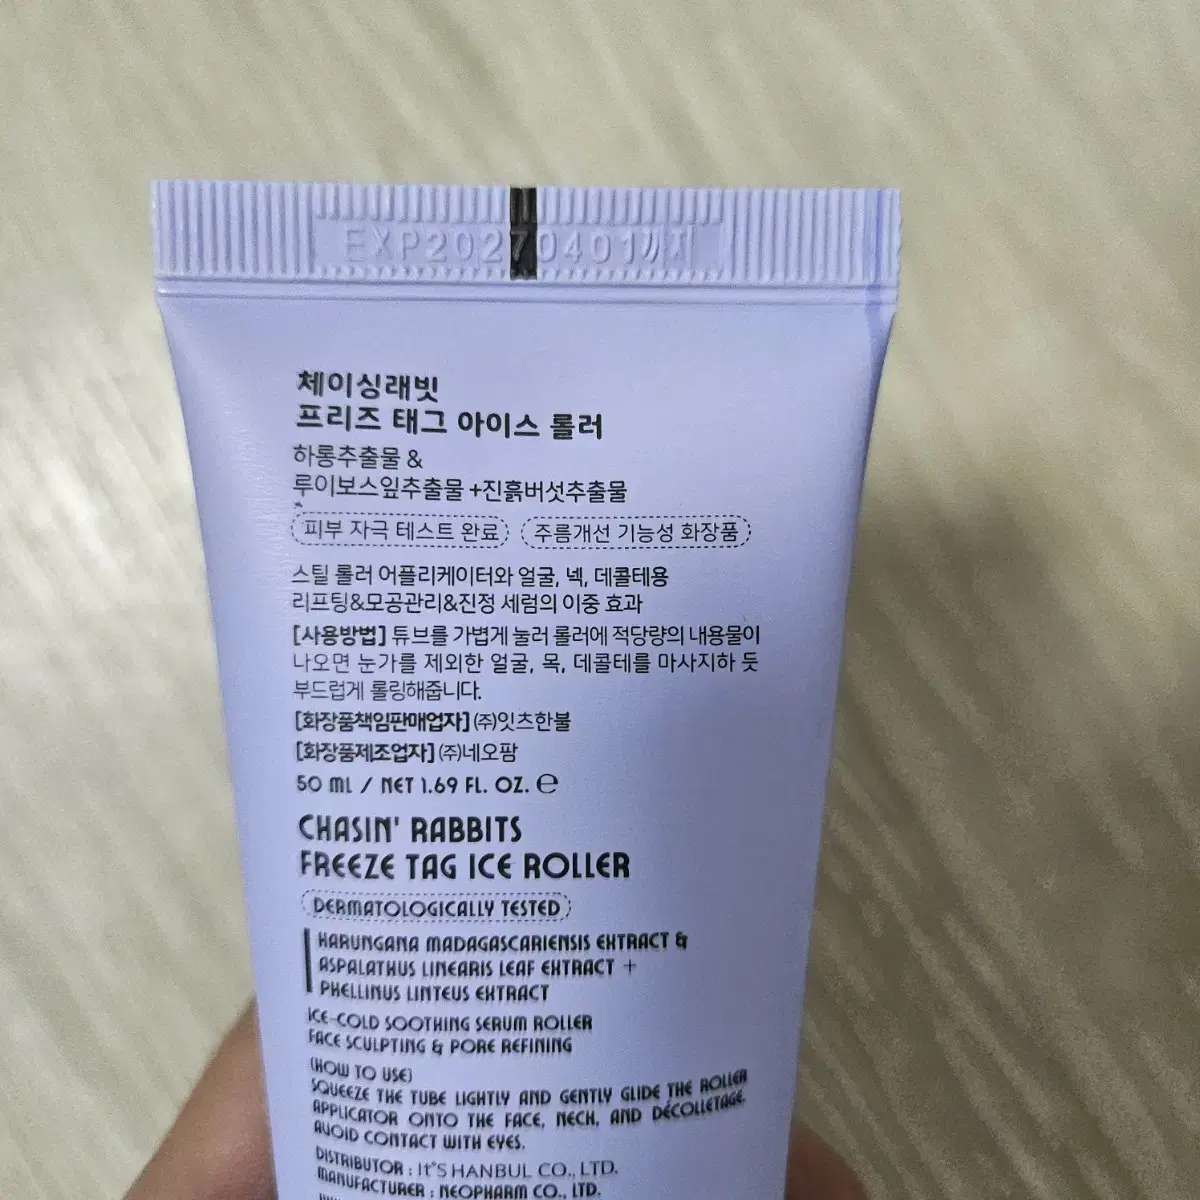 EXP20270401까지
체이싱래빗
프리즈 태그 아이스 롤러
하롱추출물 &
루이보스잎추출물 +진흙버섯추출물
피부 자극 테스트 완료 주름개선 기능성 화장품
스틸 롤러 어플리케이터와 얼굴, 넥, 데콜테용
리프팅&모공관리&진정 세럼의 이중 효과
[사용방법] 튜브를 가볍게 눌러 롤러에 적당량의 내용물이
나오면 눈가를 제외한 얼굴, 목, 데콜테를 마사지하 듯
부드럽게 롤링해줍니다.
[화장품책임판매업자] ㈜잇츠한불
[화장품제조업자] ㈜네오팜
50 ML / NET 1.69 FL. OZ. ℮
CHASIN' RABBITS
FREEZE TAG ICE ROLLER
DERMATOLOGICALLY TESTED
HARUNGANA MADAGASCARIENSIS EXTRACT &
ASPALATHUS LINEARIS LEAF EXTRACT +
PHELLINUS LINTEUS EXTRACT
ICE-COLD SOOTHING SERUM ROLLER
FACE SCULPTING & PORE REFINING
(HOW TO USE)
SQUEEZE THE TUBE LIGHTLY AND GENTLY GLIDE THE ROLLER
APPLICATOR ONTO THE FACE, NECK, AND DÉCOLLETAGE.
AVOID CONTACT WITH EYES.
DISTRIBUTOR : It'S HANBUL CO., LTD.
MANUFACTURER : NEOPHARM CO., LTD.